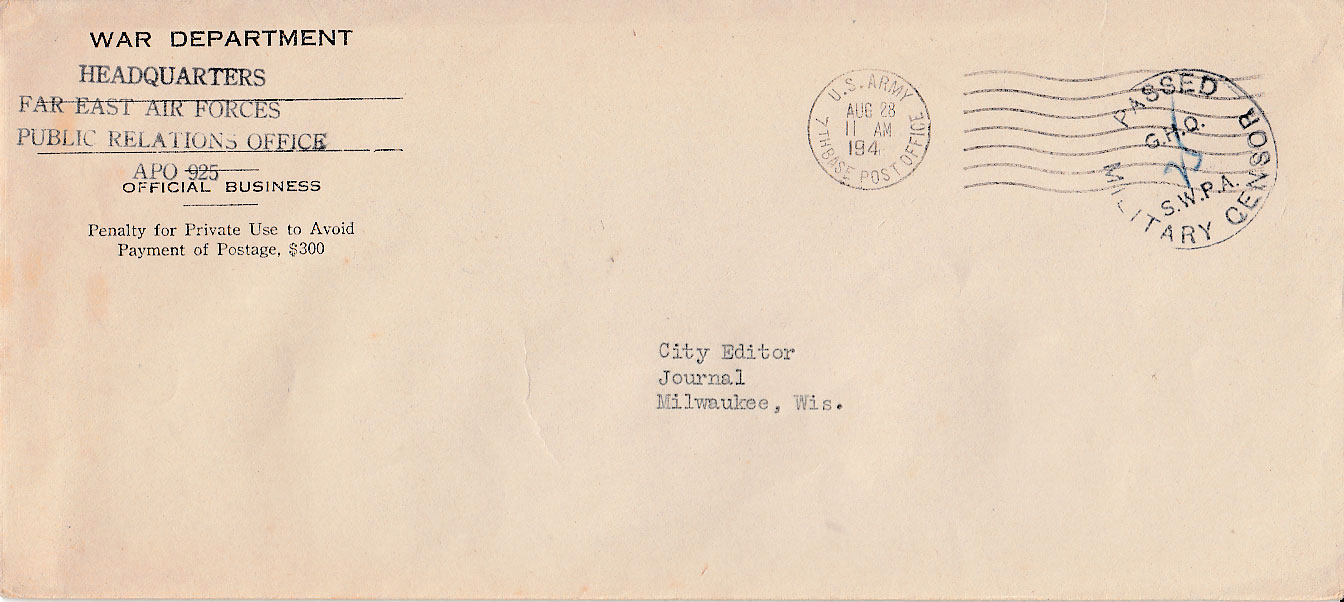 WAR DEPARTMENT
HEADQUARTERS
FAR EAST AIR FORCES
PUBLIC RELATIONS OFFICE
APO 925
OFFICIAL BUSINESS
Penalty for Private Use to Avoid
Payment of Postage, $300
U.S. ARMY
AUG 28
11 AM
194
7TH BASE POST OFFICE
PASSED
G.H.Q.
S.W.P.A.
MILITARY CENSOR
City Editor
Journal
Milwaukee, Wis.